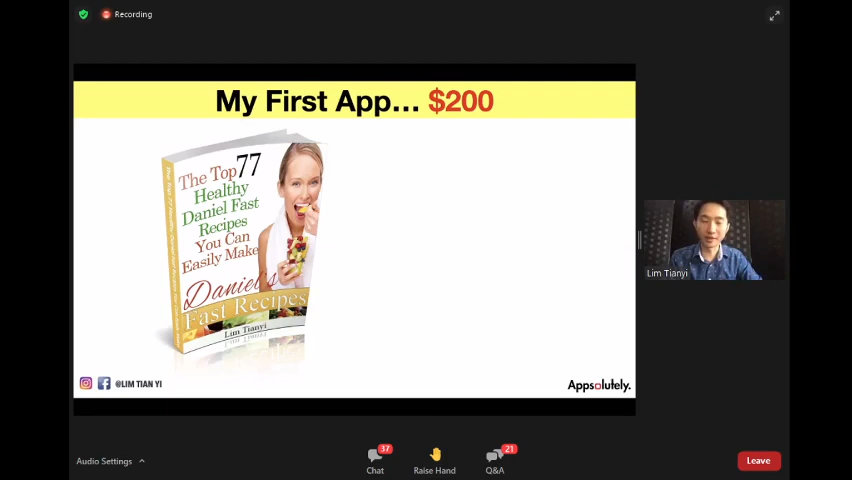 Recording
My First App... $200
The Top 77
Healthy
Daniel Fast
Recipes
You Can
Easily Make
Daniel's
Fast Recipes
Lim Tianyi
@LIM TIAN YI
Appsolutely.
Lim Tianyi
Audio Settings
37
Chat
Raise Hand
21
Q&A
Leave